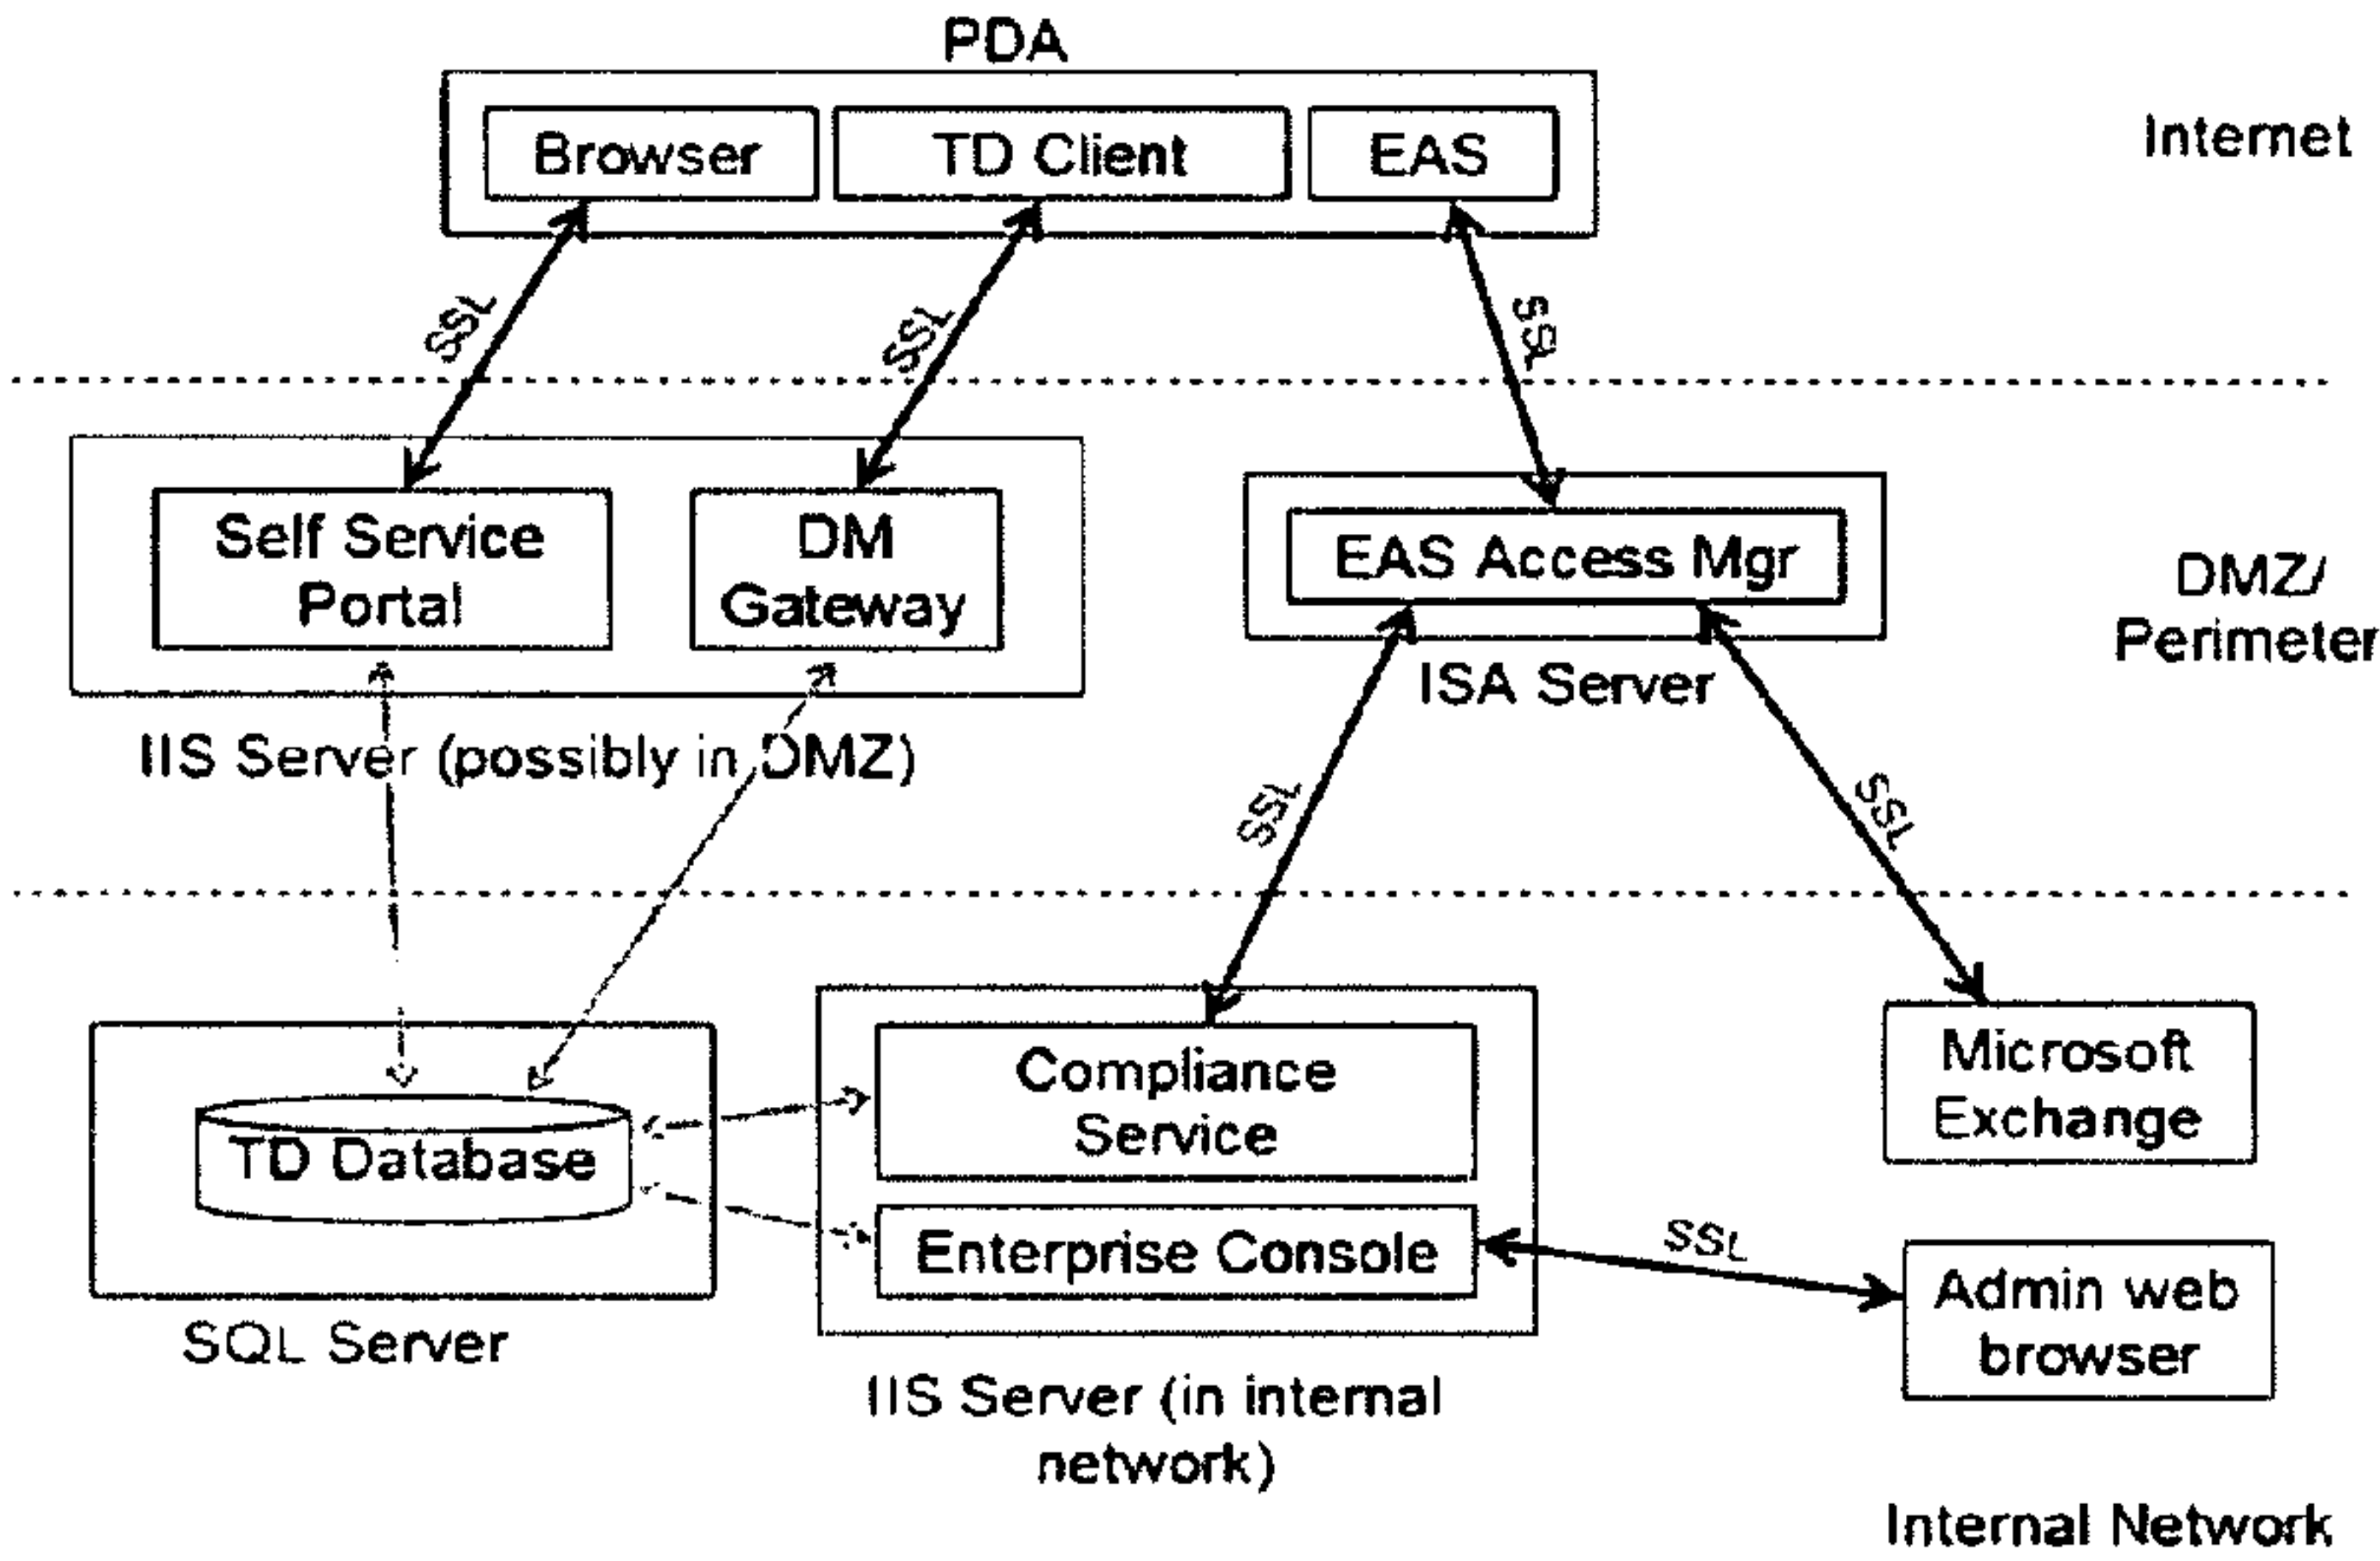 PDA
Browser
TD Client
EAS
Internet
SSL
SSL
SSL
Self Service
Portal
DM
Gateway
EAS Access Mgr
DMZ/
Perimeter
ISA Server
IIS Server (possibly in DMZ)
SSL
SSL
Compliance
Service
Microsoft
Exchange
TD Database
Enterprise Console
SSL
Admin web
browser
SQL Server
IIS Server (in internal
network)
Internal Network